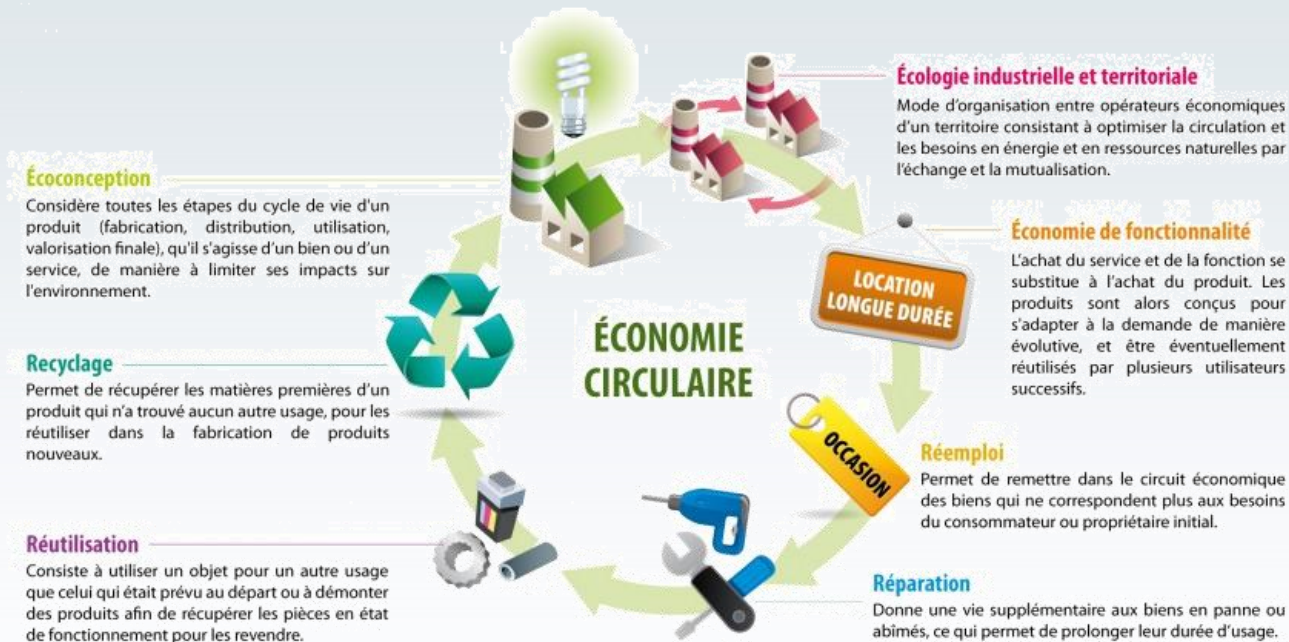 Écologie industrielle et territoriale
Mode d'organisation entre opérateurs économiques
d'un territoire consistant à optimiser la circulation et
les besoins en énergie et en ressources naturelles par
l'échange et la mutualisation.
Économie de fonctionnalité
L'achat du service et de la fonction se
substitue à l'achat du produit. Les
produits sont alors conçus pour
s'adapter à la demande de manière
évolutive, et être éventuellement
réutilisés par plusieurs utilisateurs
successifs.
LOCATION
LONGUE DURÉE
Réemploi
Permet de remettre dans le circuit économique
des biens qui ne correspondent plus aux besoins
du consommateur ou propriétaire initial.
OCCASION
Réparation
Donne une vie supplémentaire aux biens en panne ou
abîmés, ce qui permet de prolonger leur durée d'usage.
Réutilisation
Consiste à utiliser un objet pour un autre usage
que celui qui était prévu au départ ou à démonter
des produits afin de récupérer les pièces en état
de fonctionnement pour les revendre.
Recyclage
Permet de récupérer les matières premières d'un
produit qui n'a trouvé aucun autre usage, pour les
réutiliser dans la fabrication de produits
nouveaux.
Écoconception
Considère toutes les étapes du cycle de vie d'un
produit (fabrication, distribution, utilisation,
valorisation finale), qu'il s'agisse d'un bien ou d'un
service, de manière à limiter ses impacts sur
l'environnement.
ÉCONOMIE
CIRCULAIRE